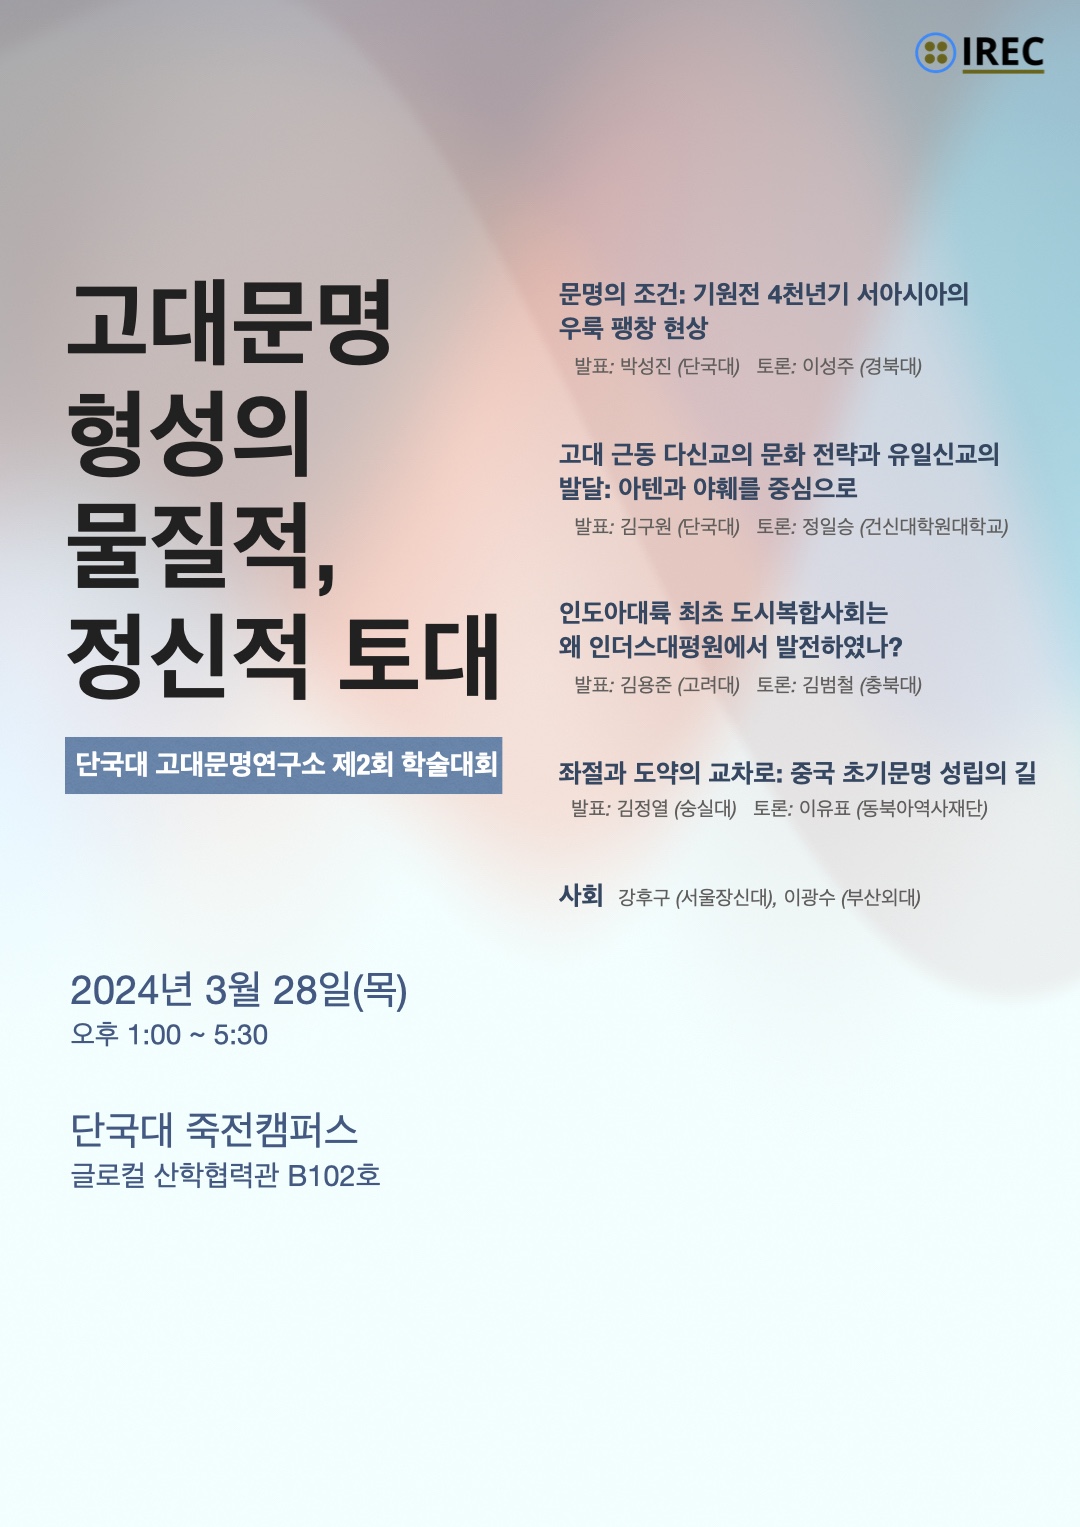 IREC
고대문명
형성의
물질적,
정신적 토대
단국대 고대문명연구소 제2회 학술대회
문명의 조건: 기원전 4천년기 서아시아의
우룩 팽창 현상
발표: 박성진 (단국대) 토론: 이성주 (경북대)
고대 근동 다신교의 문화 전략과 유일신교의
발달: 아텐과 야훼를 중심으로
발표: 김구원 (단국대) 토론: 정일승 (건신대학원대학교)
인도아대륙 최초 도시복합사회는
왜 인더스대평원에서 발전하였나?
발표: 김용준 (고려대) 토론: 김범철 (충북대)
좌절과 도약의 교차로: 중국 초기문명 성립의 길
발표: 김정열 (숭실대) 토론: 이유표 (동북아역사재단)
사회 강후구 (서울장신대), 이광수 (부산외대)
2024년 3월 28일(목)
오후 1:00 ~ 5:30
단국대 죽전캠퍼스
글로컬 산학협력관 B102호